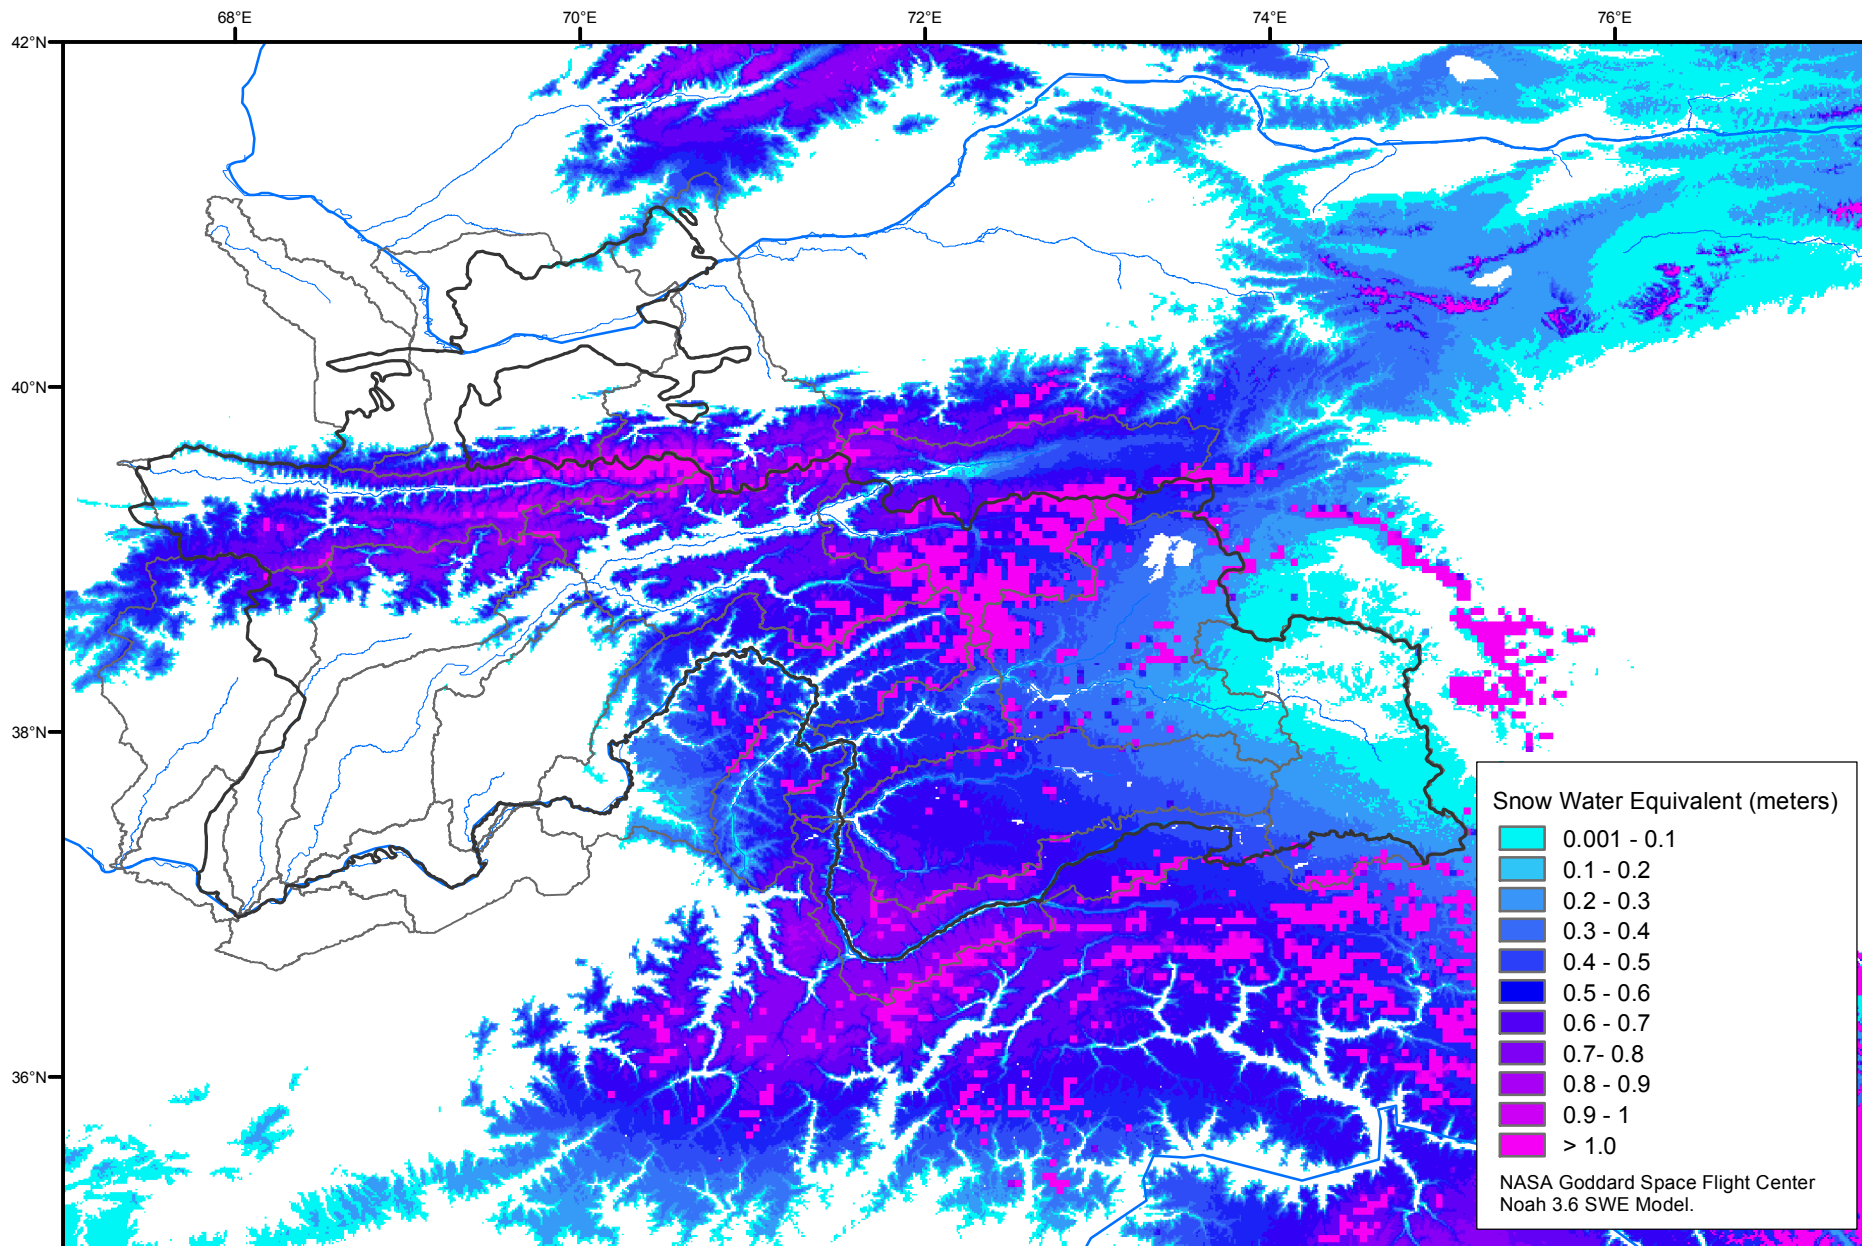 68°E
70°E
72°E
74°E
76°E
42°N
40°N
38°N
36°N
Snow Water Equivalent (meters)
0.001 - 0.1
0.1 - 0.2
0.2 - 0.3
0.3 - 0.4
0.4 - 0.5
0.5 - 0.6
0.6 - 0.7
0.7- 0.8
0.8 - 0.9
0.9 - 1
> 1.0
NASA Goddard Space Flight Center
Noah 3.6 SWE Model.